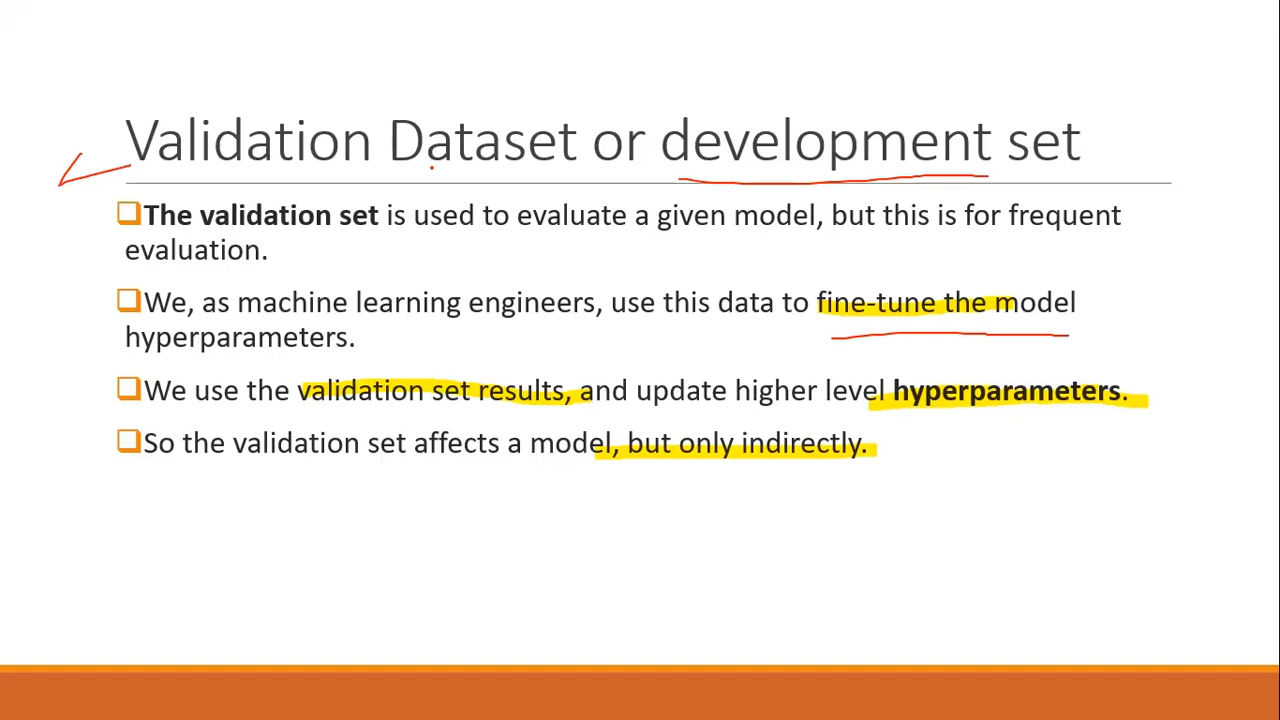 Validation Dataset or development set
The validation set is used to evaluate a given model, but this is for frequent
evaluation.
We, as machine learning engineers, use this data to fine-tune the model
hyperparameters.
We use the validation set results, and update higher level hyperparameters.
So the validation set affects a model, but only indirectly.